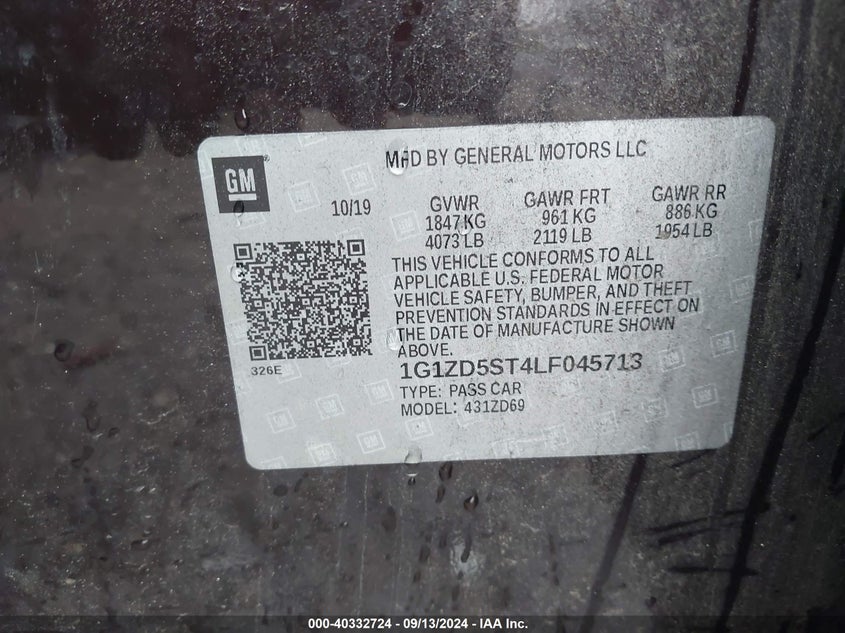 GM
MFD BY GENERAL MOTORS LLC
10/19
GVWR GAWR FRT GAWR RR
1847 KG 961 KG 886 KG
4073 LB 2119 LB 1954 LB
THIS VEHICLE CONFORMS TO ALL
APPLICABLE U.S. FEDERAL MOTOR
VEHICLE SAFETY, BUMPER, AND THEFT
PREVENTION STANDARDS IN EFFECT ON
THE DATE OF MANUFACTURE SHOWN
ABOVE.
326E
1G1ZD5ST4LF045713
TYPE: PASS CAR
MODEL: 431ZD69
000-40332724 - 09/13/2024 - IAA Inc.